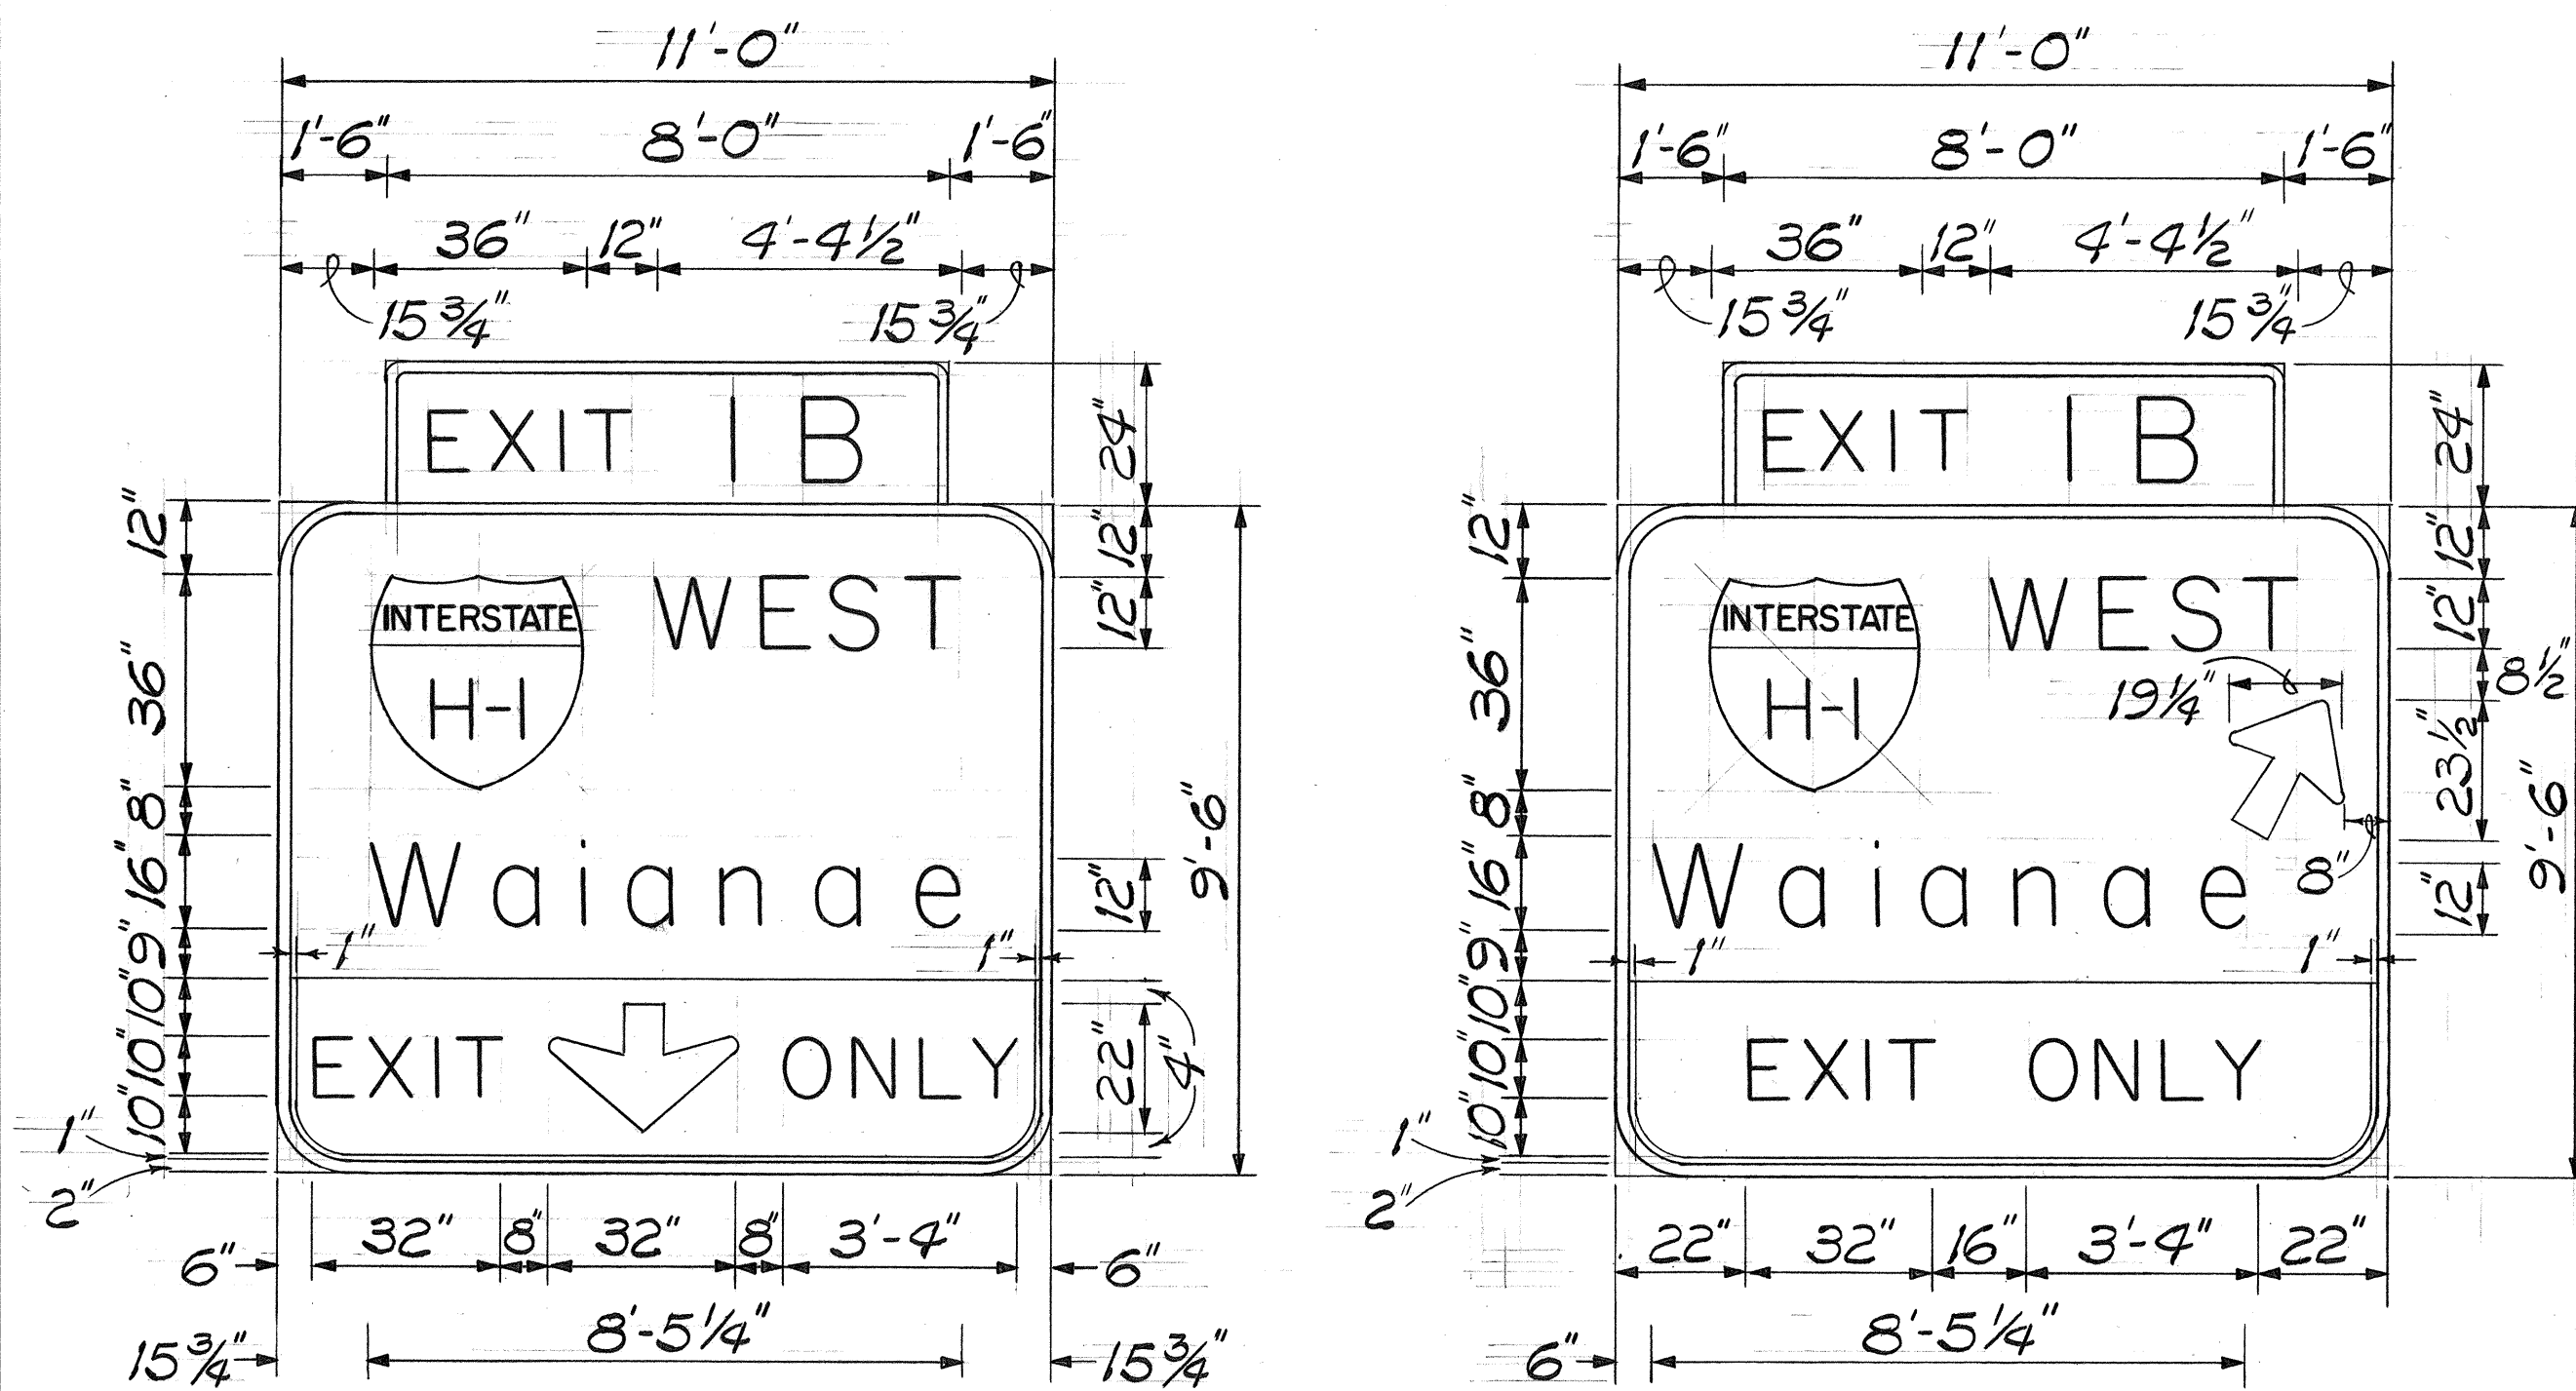 11'-0"
1'-6" 8'-0" 1'-6"
36" 12" 4'-4½"
15¾" 15¾"
EXIT 1 B
24"
12"
12"
12"
36"
8"
16"
9"
10"
10"
10"
1"
2"
INTERSTATE
H-1
WEST
Waianae
1" 1"
12"
9'-6"
EXIT ONLY
22"
4"
6" 32" 8" 32" 8" 3'-4" 6"
15¾" 8'-5¼" 15¾"
11'-0"
1'-6" 8'-0" 1'-6"
36" 12" 4'-4½"
15¾" 15¾"
EXIT 1 B
24"
12"
12"
8½"
23½"
12"
9'-6"
12"
36"
8"
16"
9"
10"
10"
10"
1"
2"
INTERSTATE
H-1
WEST
19¼"
8"
Waianae
1" 1"
EXIT ONLY
22" 32" 16" 3'-4" 22"
6" 8'-5¼"